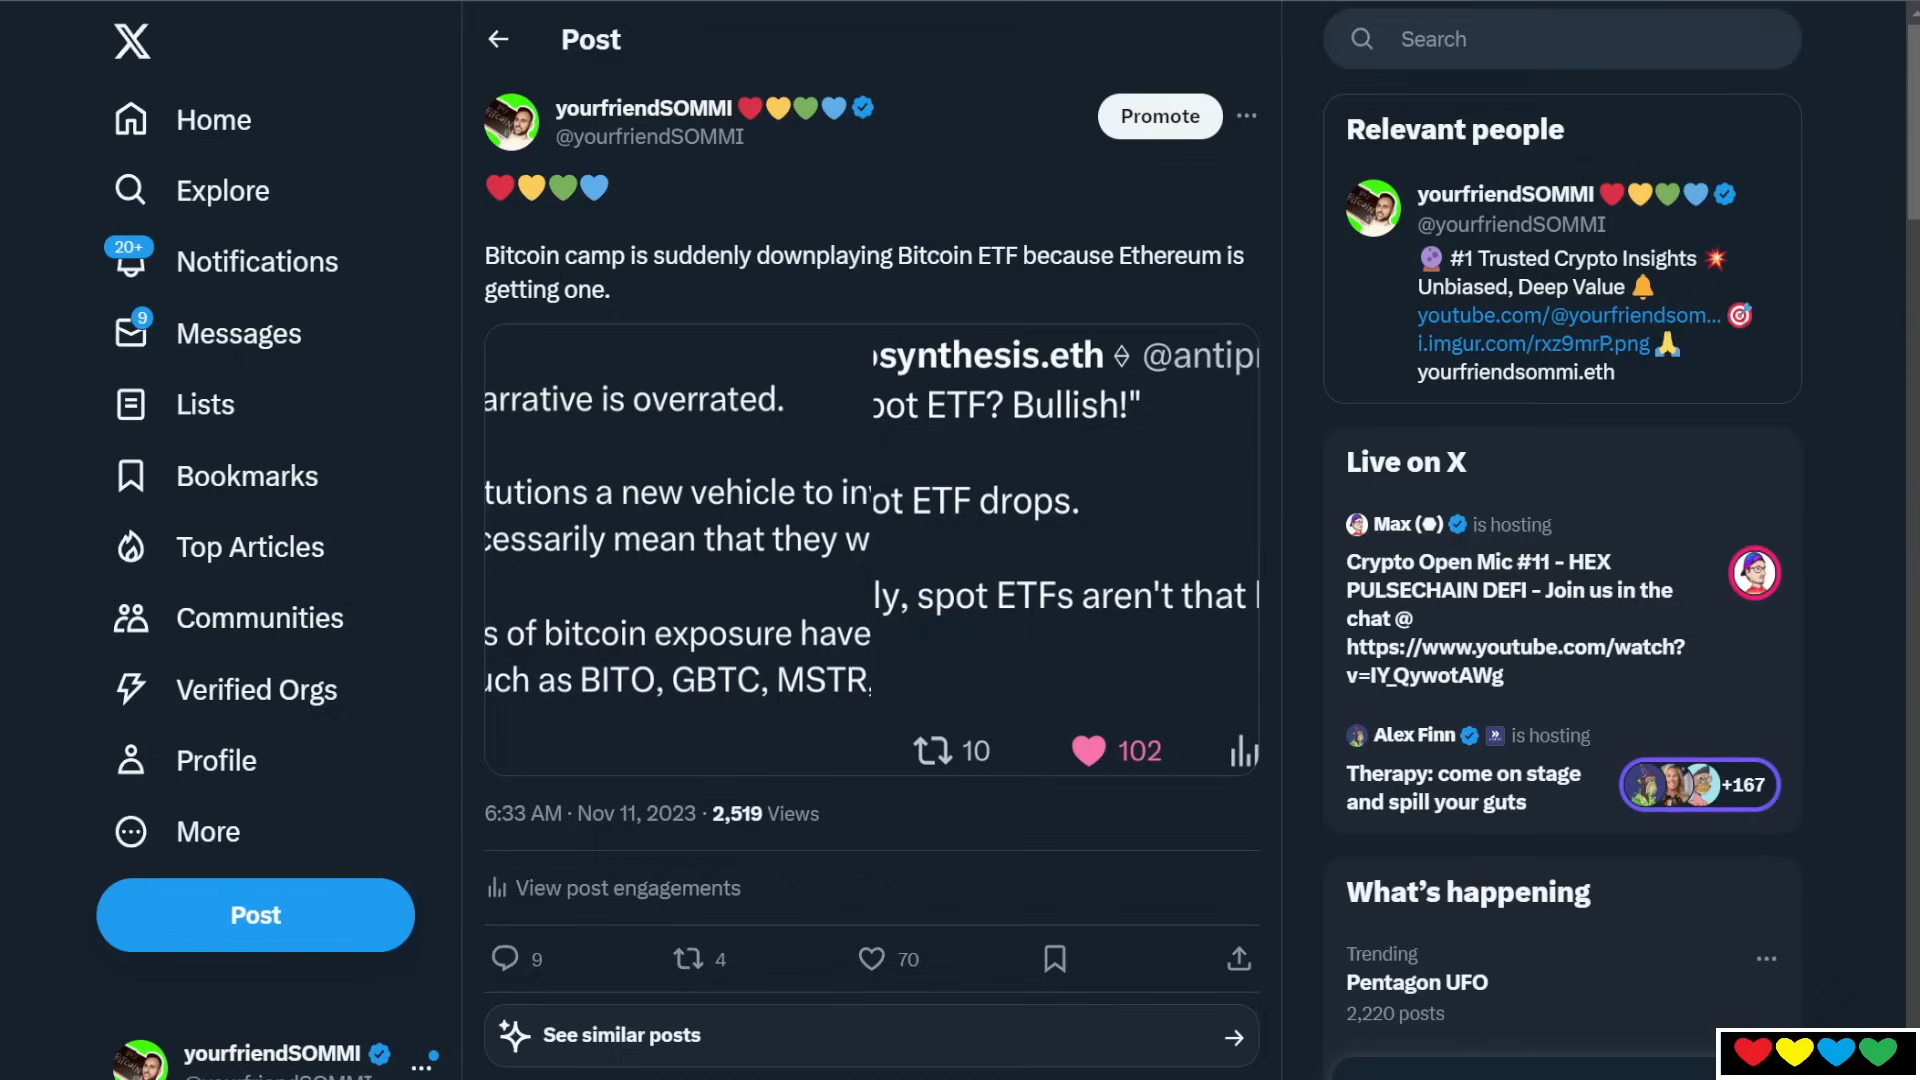 Home
Explore
20+
Notifications
9
Messages
Lists
Bookmarks
Top Articles
Communities
Verified Orgs
Profile
More
Post
yourfriendSOMMI
Post
yourfriendSOMMI
@yourfriendSOMMI
Promote
Bitcoin camp is suddenly downplaying Bitcoin ETF because Ethereum is
getting one.
arrative is overrated.
tutions a new vehicle to in
cessarily mean that they w
s of bitcoin exposure have
uch as BITO, GBTC, MSTR,
osynthesis.eth @antip
pot ETF? Bullish!"
ot ETF drops.
ly, spot ETFs aren't that
10 102
6:33 AM · Nov 11, 2023 · 2,519 Views
View post engagements
9 4 70
See similar posts
Search
Relevant people
yourfriendSOMMI
@yourfriendSOMMI
#1 Trusted Crypto Insights
Unbiased, Deep Value
youtube.com/@yourfriendsom...
i.imgur.com/rxz9mrP.png
yourfriendsommi.eth
Live on X
Max is hosting
Crypto Open Mic #11 - HEX
PULSECHAIN DEFI - Join us in the
chat @
https://www.youtube.com/watch?
v=IY_QywotAWg
Alex Finn is hosting
Therapy: come on stage
and spill your guts
+167
What's happening
Trending
Pentagon UFO
2,220 posts